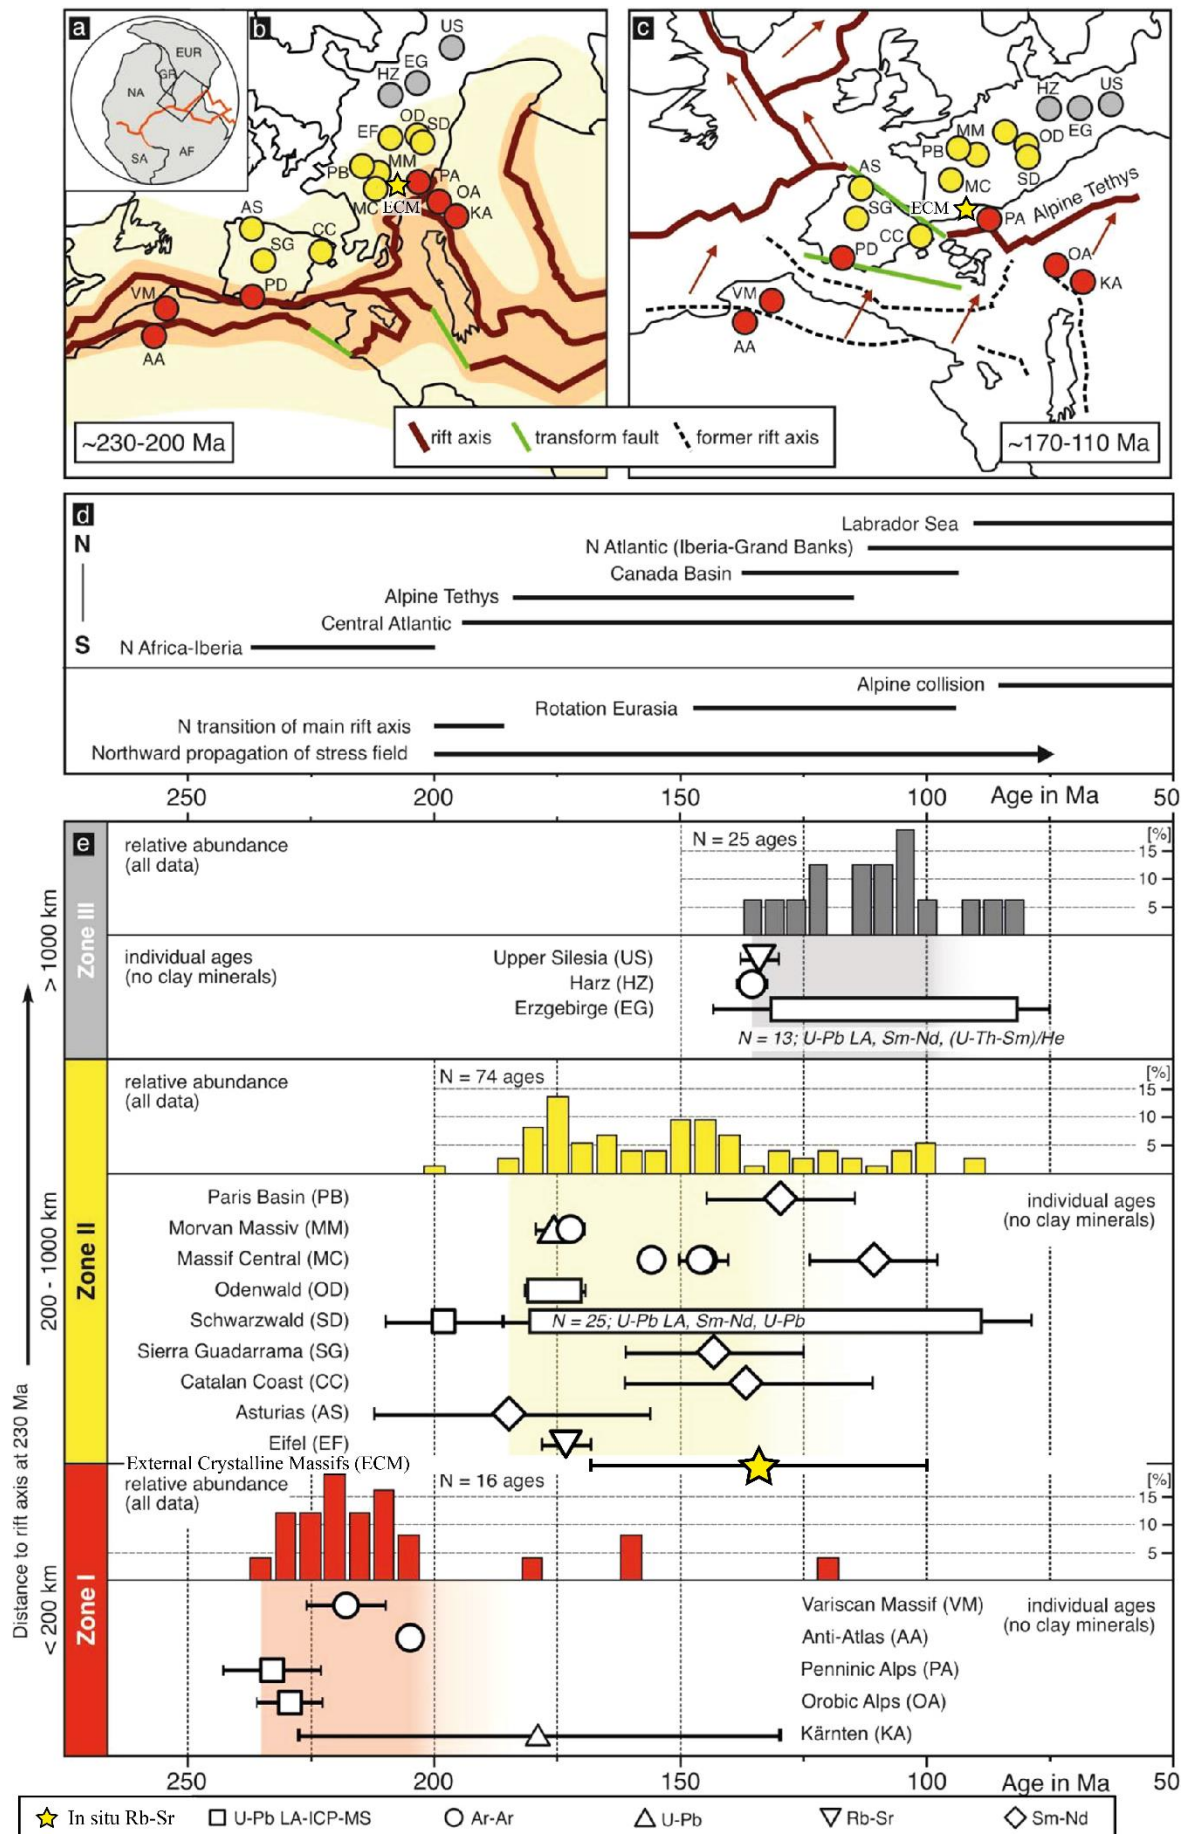 a
EUR
GR
NA
SA
AF
b
US
EG
HZ
OD
SD
EF
MM
PB
PA
OA
MC
ECM
KA
AS
SG
CC
VM
PD
AA
~230-200 Ma
c
US
HZ
EG
MM
OD
PB
SD
AS
MC
Alpine Tethys
SG
ECM
PA
CC
PD
OA
KA
VM
AA
~170-110 Ma
rift axis
transform fault
former rift axis
d
N
S
Labrador Sea
N Atlantic (Iberia-Grand Banks)
Canada Basin
Alpine Tethys
Central Atlantic
N Africa-Iberia
Alpine collision
Rotation Eurasia
N transition of main rift axis
Northward propagation of stress field
250 200 150 100 Age in Ma 50
e
Distance to rift axis at 230 Ma
> 1000 km
Zone III
relative abundance
(all data)
N = 25 ages
[%]
15
10
5
individual ages
(no clay minerals)
Upper Silesia (US)
Harz (HZ)
Erzgebirge (EG)
N = 13; U-Pb LA, Sm-Nd, (U-Th-Sm)/He
200 - 1000 km
Zone II
relative abundance
(all data)
N = 74 ages
[%]
15
10
5
individual ages
(no clay minerals)
Paris Basin (PB)
Morvan Massiv (MM)
Massif Central (MC)
Odenwald (OD)
Schwarzwald (SD)
N = 25; U-Pb LA, Sm-Nd, U-Pb
Sierra Guadarrama (SG)
Catalan Coast (CC)
Asturias (AS)
Eifel (EF)
External Crystalline Massifs (ECM)
< 200 km
Zone I
relative abundance
(all data)
N = 16 ages
[%]
15
10
5
individual ages
(no clay minerals)
Variscan Massif (VM)
Anti-Atlas (AA)
Penninic Alps (PA)
Orobic Alps (OA)
Kärnten (KA)
250 200 150 100 Age in Ma 50
In situ Rb-Sr
U-Pb LA-ICP-MS
Ar-Ar
U-Pb
Rb-Sr
Sm-Nd